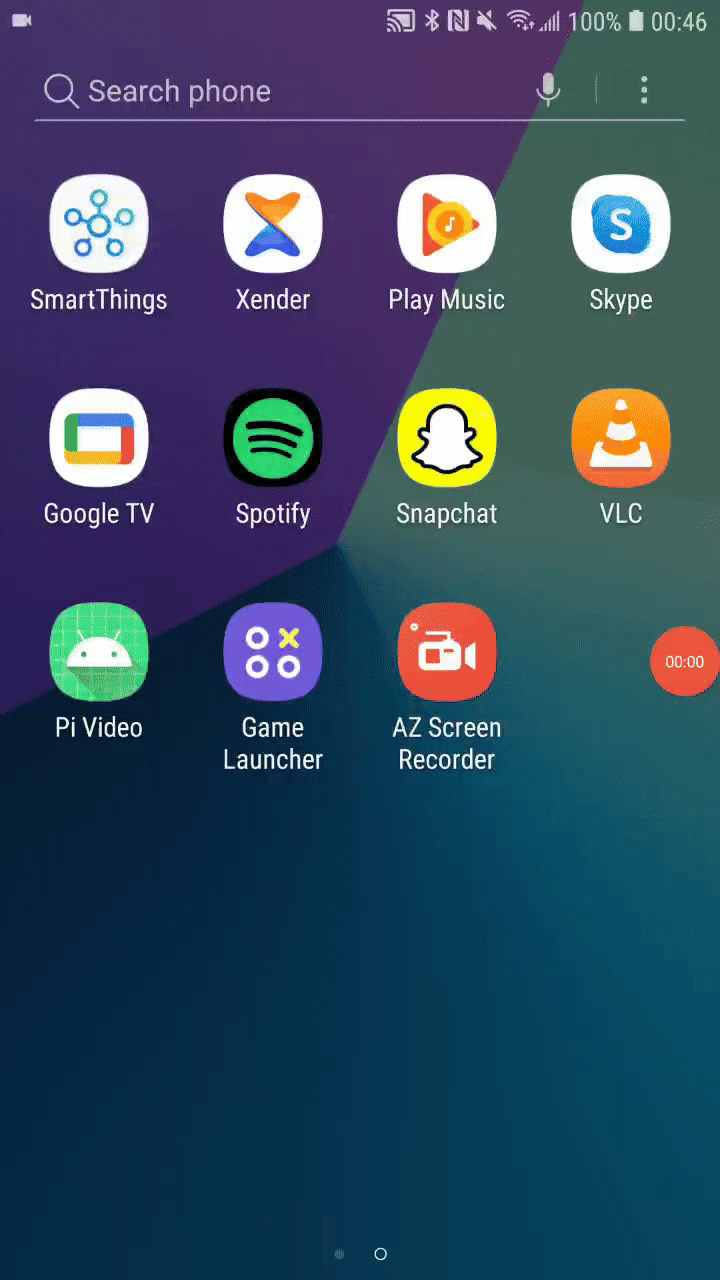 100% 00:46
Search phone
SmartThings Xender Play Music Skype
Google TV Spotify Snapchat VLC
00:00
Pi Video Game AZ Screen
Launcher Recorder